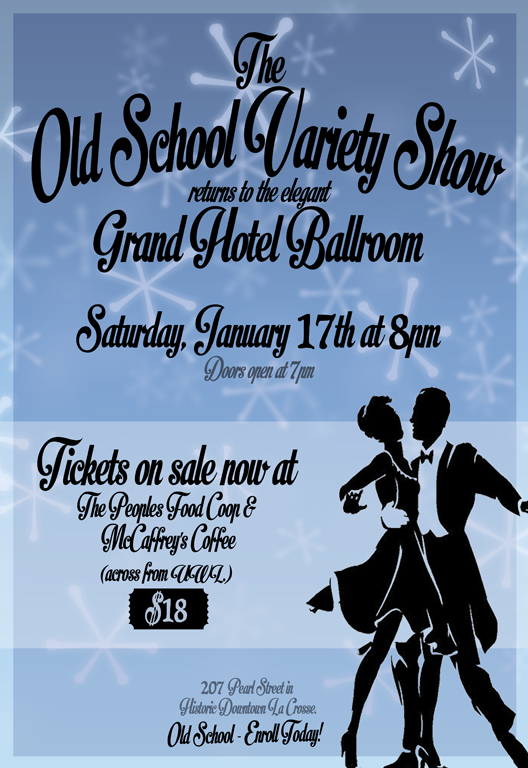 The
Old School Variety Show
returns to the elegant
Grand Hotel Ballroom
Saturday, January 17th at 8pm
Doors open at 7pm
Tickets on sale now at
The Peoples Food Coop &
McCaffrey's Coffee
(across from UWL)
$18
207 Pearl Street in
Historic Downtown La Crosse.
Old School - Enroll Today!